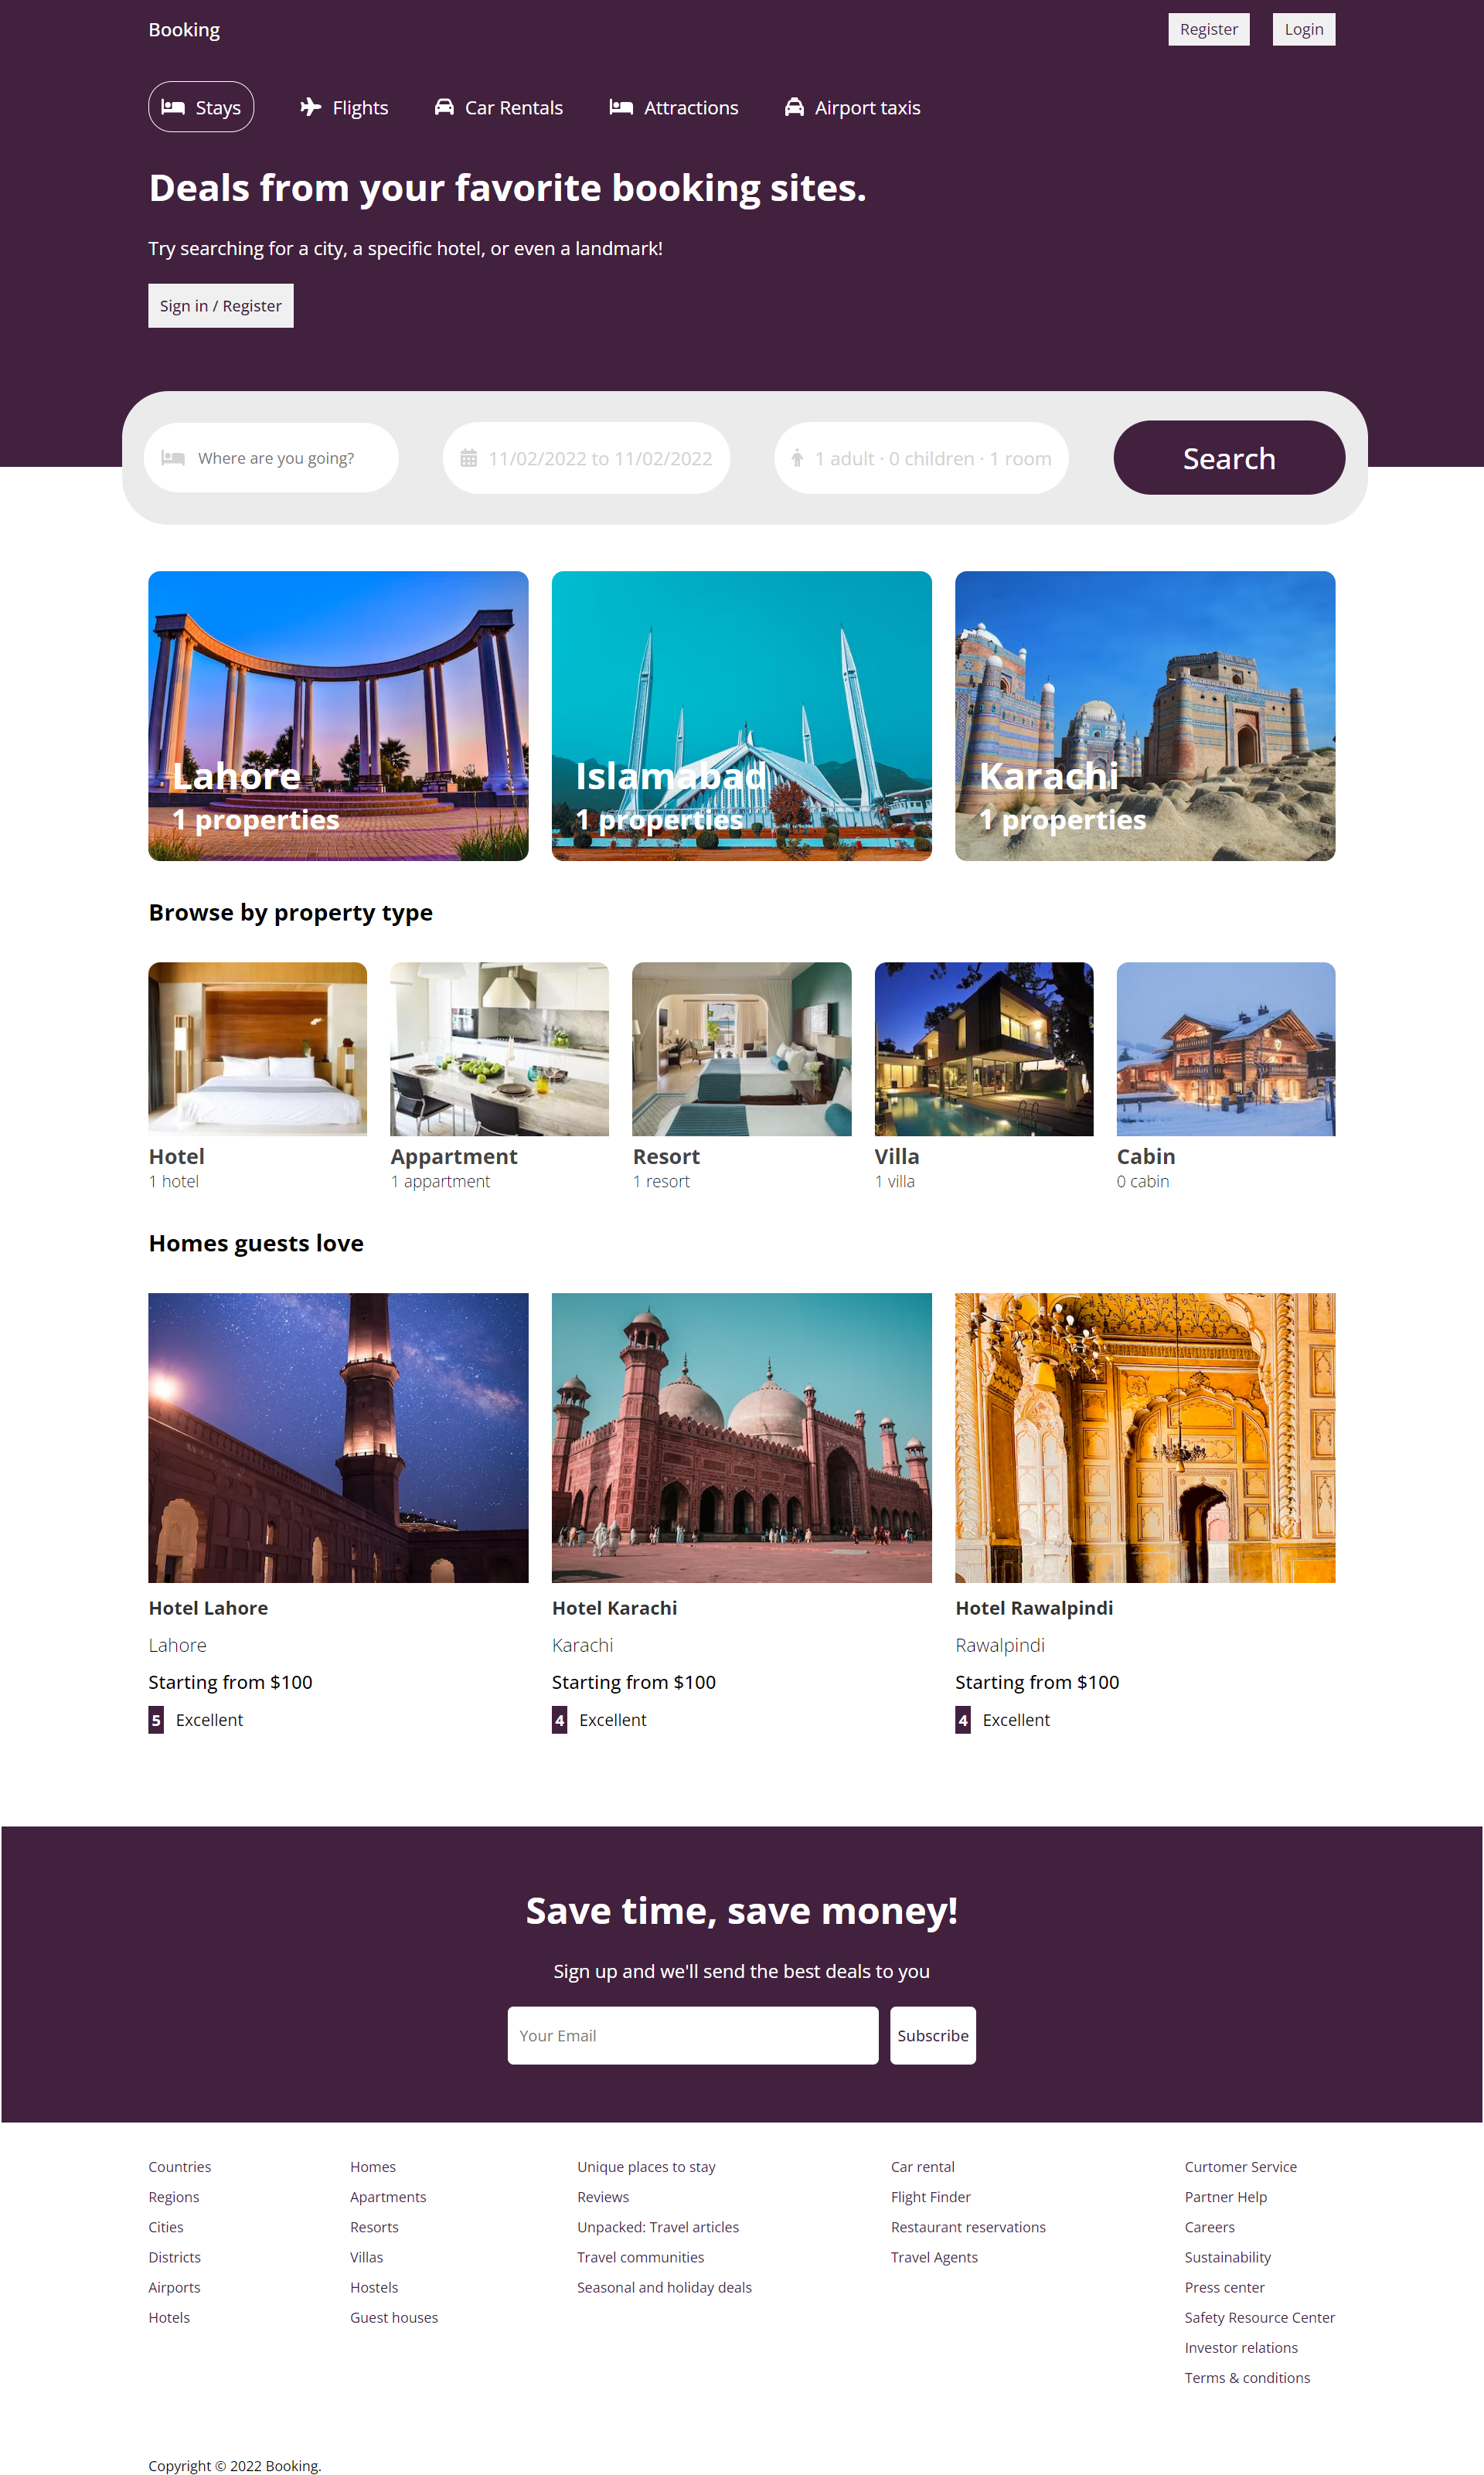 Booking
Register
Login
Stays
Flights
Car Rentals
Attractions
Airport taxis
Deals from your favorite booking sites.
Try searching for a city, a specific hotel, or even a landmark!
Sign in / Register
Where are you going?
11/02/2022 to 11/02/2022
1 adult · 0 children · 1 room
Search
Lahore
1 properties
Islamabad
1 properties
Karachi
1 properties
Browse by property type
Hotel
1 hotel
Appartment
1 appartment
Resort
1 resort
Villa
1 villa
Cabin
0 cabin
Homes guests love
Hotel Lahore
Lahore
Starting from $100
5 Excellent
Hotel Karachi
Karachi
Starting from $100
4 Excellent
Hotel Rawalpindi
Rawalpindi
Starting from $100
4 Excellent
Save time, save money!
Sign up and we'll send the best deals to you
Your Email
Subscribe
Countries
Regions
Cities
Districts
Airports
Hotels
Homes
Apartments
Resorts
Villas
Hostels
Guest houses
Unique places to stay
Reviews
Unpacked: Travel articles
Travel communities
Seasonal and holiday deals
Car rental
Flight Finder
Restaurant reservations
Travel Agents
Curtomer Service
Partner Help
Careers
Sustainability
Press center
Safety Resource Center
Investor relations
Terms & conditions
Copyright © 2022 Booking.